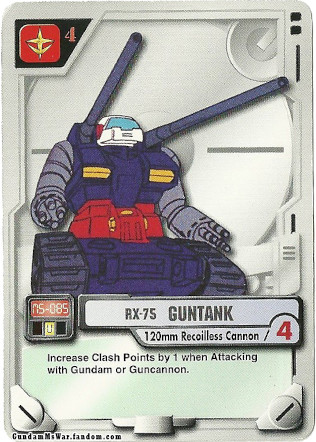 4
MS-085
4
RX-75 GUNTANK
120mm Recoilless Cannon / 4
Increase Clash Points by 1 when Attacking
with Gundam or Guncannon.
GundamMsWar.fandom.com